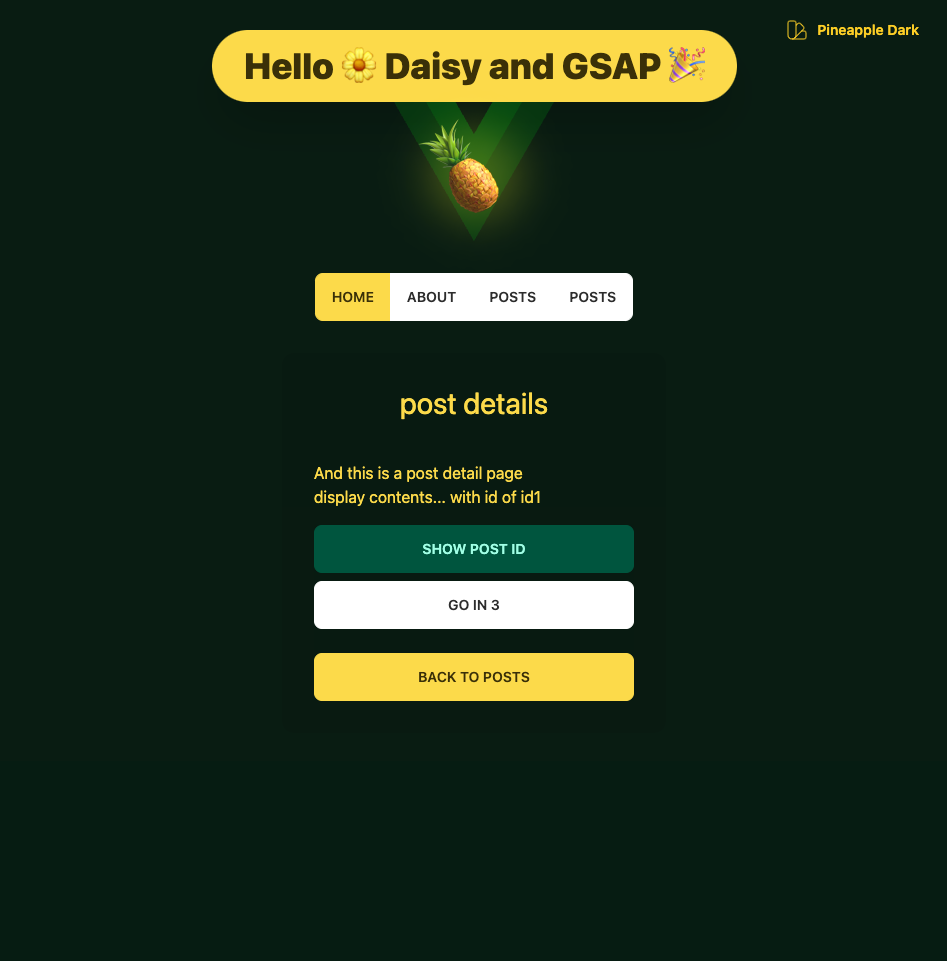 Pineapple Dark
Hello 🌼 Daisy and GSAP 🎉
HOME ABOUT POSTS POSTS
post details
And this is a post detail page
display contents... with id of id1
SHOW POST ID
GO IN 3
BACK TO POSTS